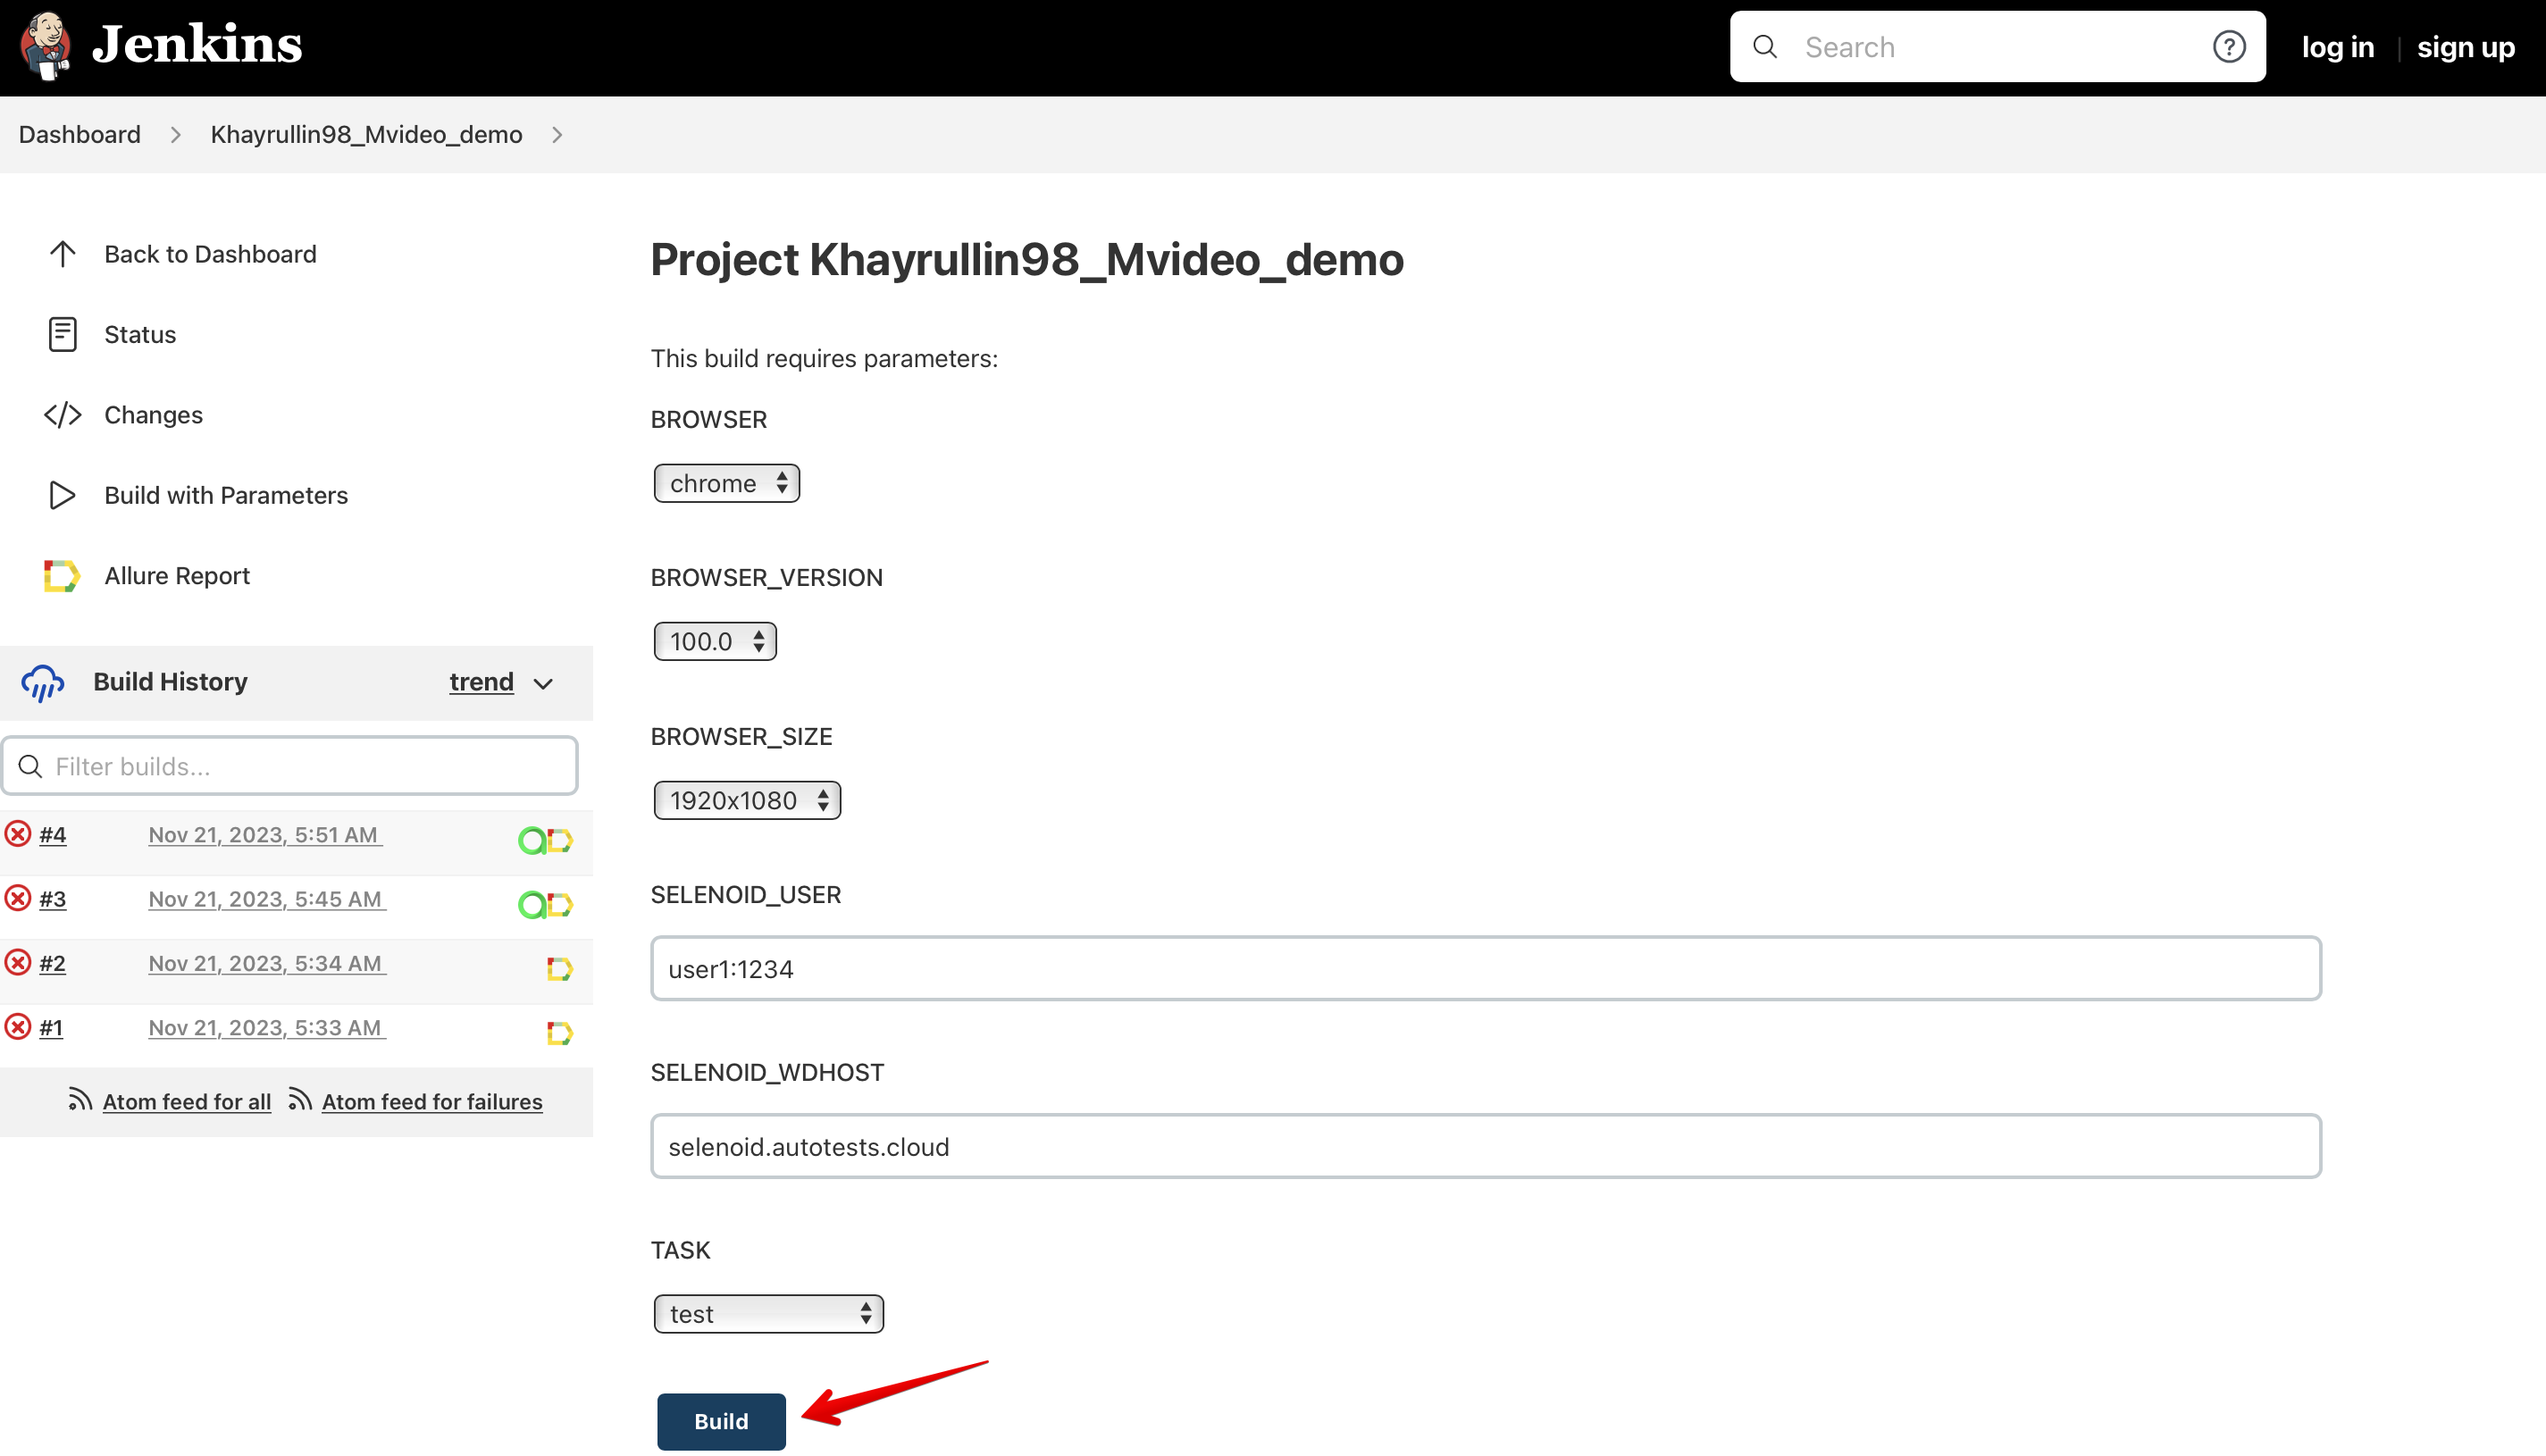 Jenkins
Search
log in
sign up
Dashboard
Khayrullin98_Mvideo_demo
Back to Dashboard
Status
Changes
Build with Parameters
Allure Report
Build History
trend
Filter builds...
#4 Nov 21, 2023, 5:51 AM
#3 Nov 21, 2023, 5:45 AM
#2 Nov 21, 2023, 5:34 AM
#1 Nov 21, 2023, 5:33 AM
Atom feed for all
Atom feed for failures
Project Khayrullin98_Mvideo_demo
This build requires parameters:
BROWSER
chrome
BROWSER_VERSION
100.0
BROWSER_SIZE
1920x1080
SELENOID_USER
user1:1234
SELENOID_WDHOST
selenoid.autotests.cloud
TASK
test
Build